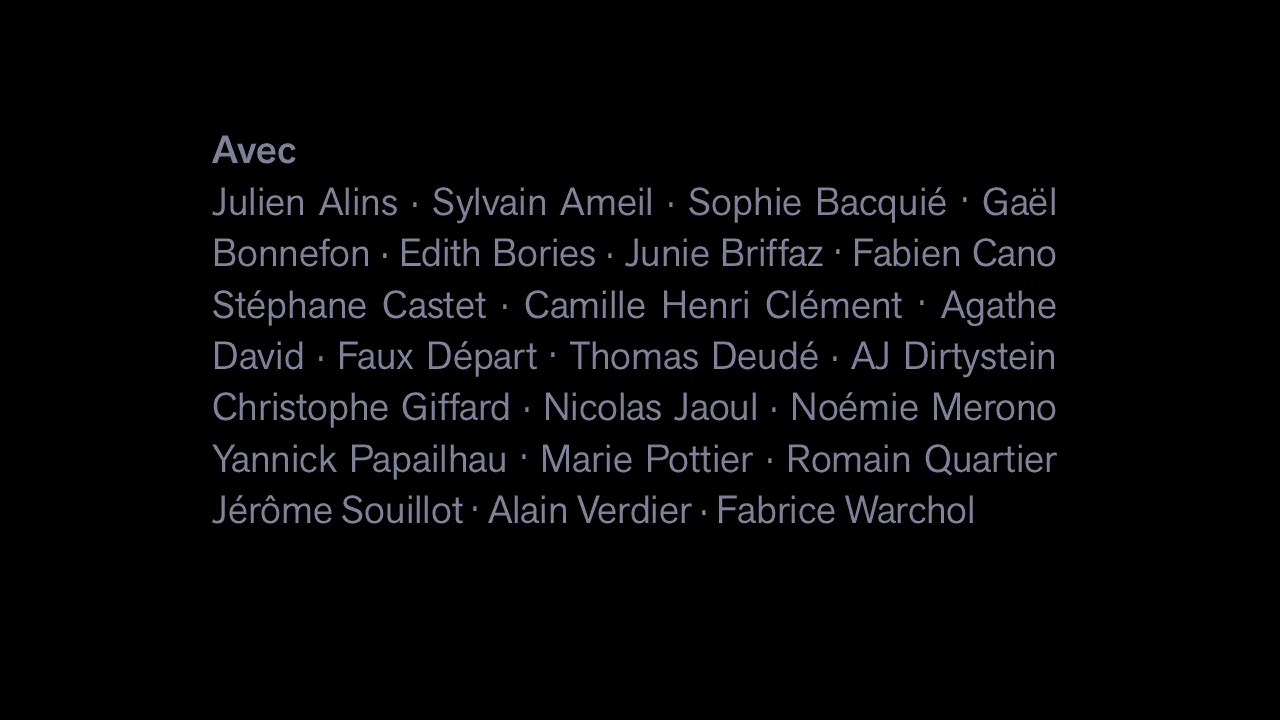 Avec
Julien Alins · Sylvain Ameil · Sophie Bacquié · Gaël
Bonnefon · Edith Bories · Junie Briffaz · Fabien Cano
Stéphane Castet · Camille Henri Clément · Agathe
David · Faux Départ · Thomas Deudé · AJ Dirtystein
Christophe Giffard · Nicolas Jaoul · Noémie Merono
Yannick Papailhau · Marie Pottier · Romain Quartier
Jérôme Souillot · Alain Verdier · Fabrice Warchol